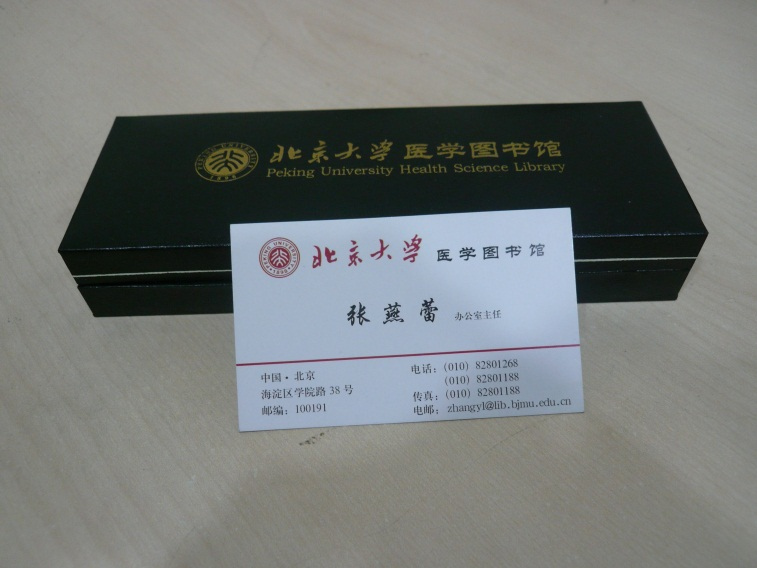 北京大学医学图书馆
Peking University Health Science Library
北京大学 医学图书馆
张燕蕾 办公室主任
中国·北京
海淀区学院路 38 号
邮编：100191
电话：(010) 82801268
(010) 82801188
传真：(010) 82801188
电邮：zhangyl@lib.bjmu.edu.cn